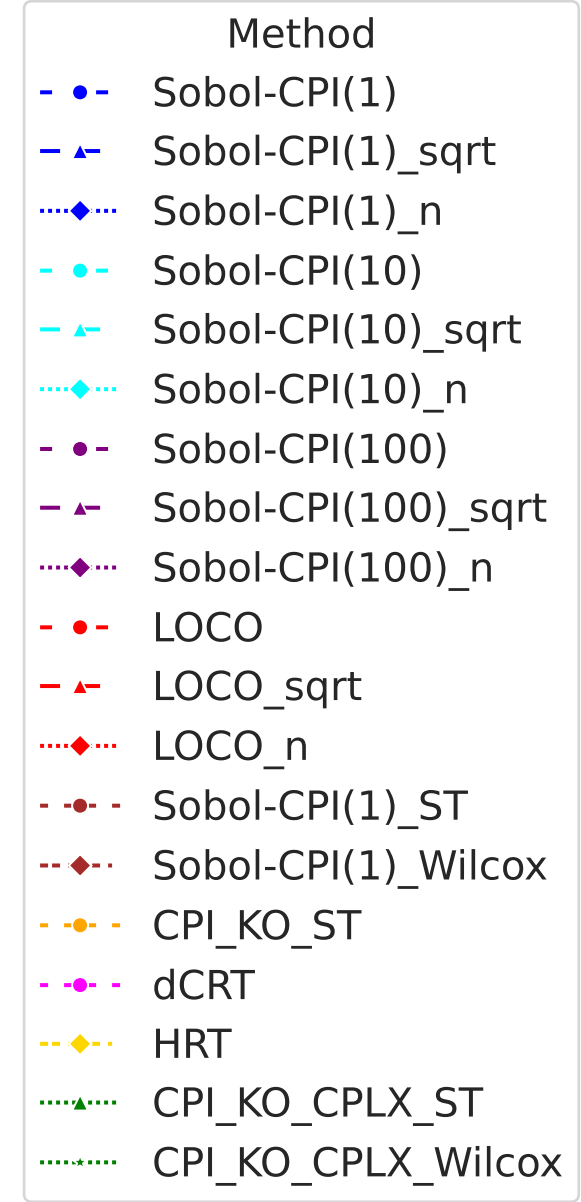 Method
Sobol-CPI(1)
Sobol-CPI(1)_sqrt
Sobol-CPI(1)_n
Sobol-CPI(10)
Sobol-CPI(10)_sqrt
Sobol-CPI(10)_n
Sobol-CPI(100)
Sobol-CPI(100)_sqrt
Sobol-CPI(100)_n
LOCO
LOCO_sqrt
LOCO_n
Sobol-CPI(1)_ST
Sobol-CPI(1)_Wilcox
CPI_KO_ST
dCRT
HRT
CPI_KO_CPLX_ST
CPI_KO_CPLX_Wilcox